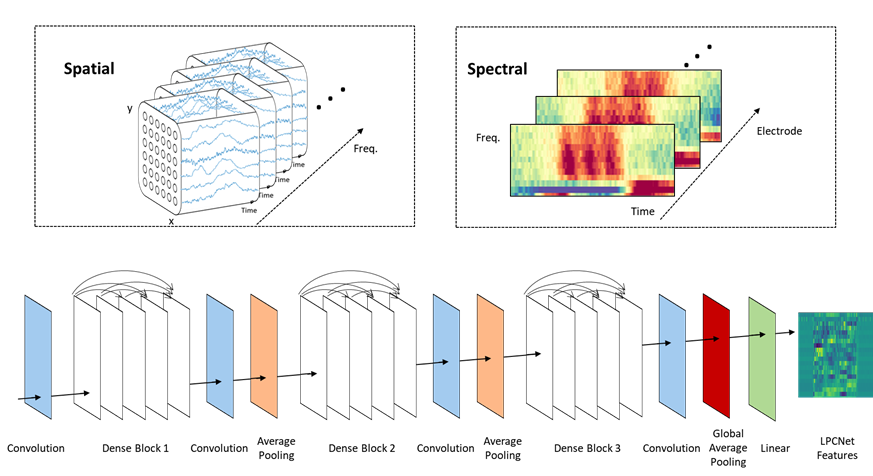 Spatial
y
x
Time
Time
Time
Time
Freq.
Spectral
Freq.
Time
Electrode
Convolution
Dense Block 1
Convolution
Average
Pooling
Dense Block 2
Convolution
Average
Pooling
Dense Block 3
Convolution
Global
Average
Pooling
Linear
LPCNet
Features